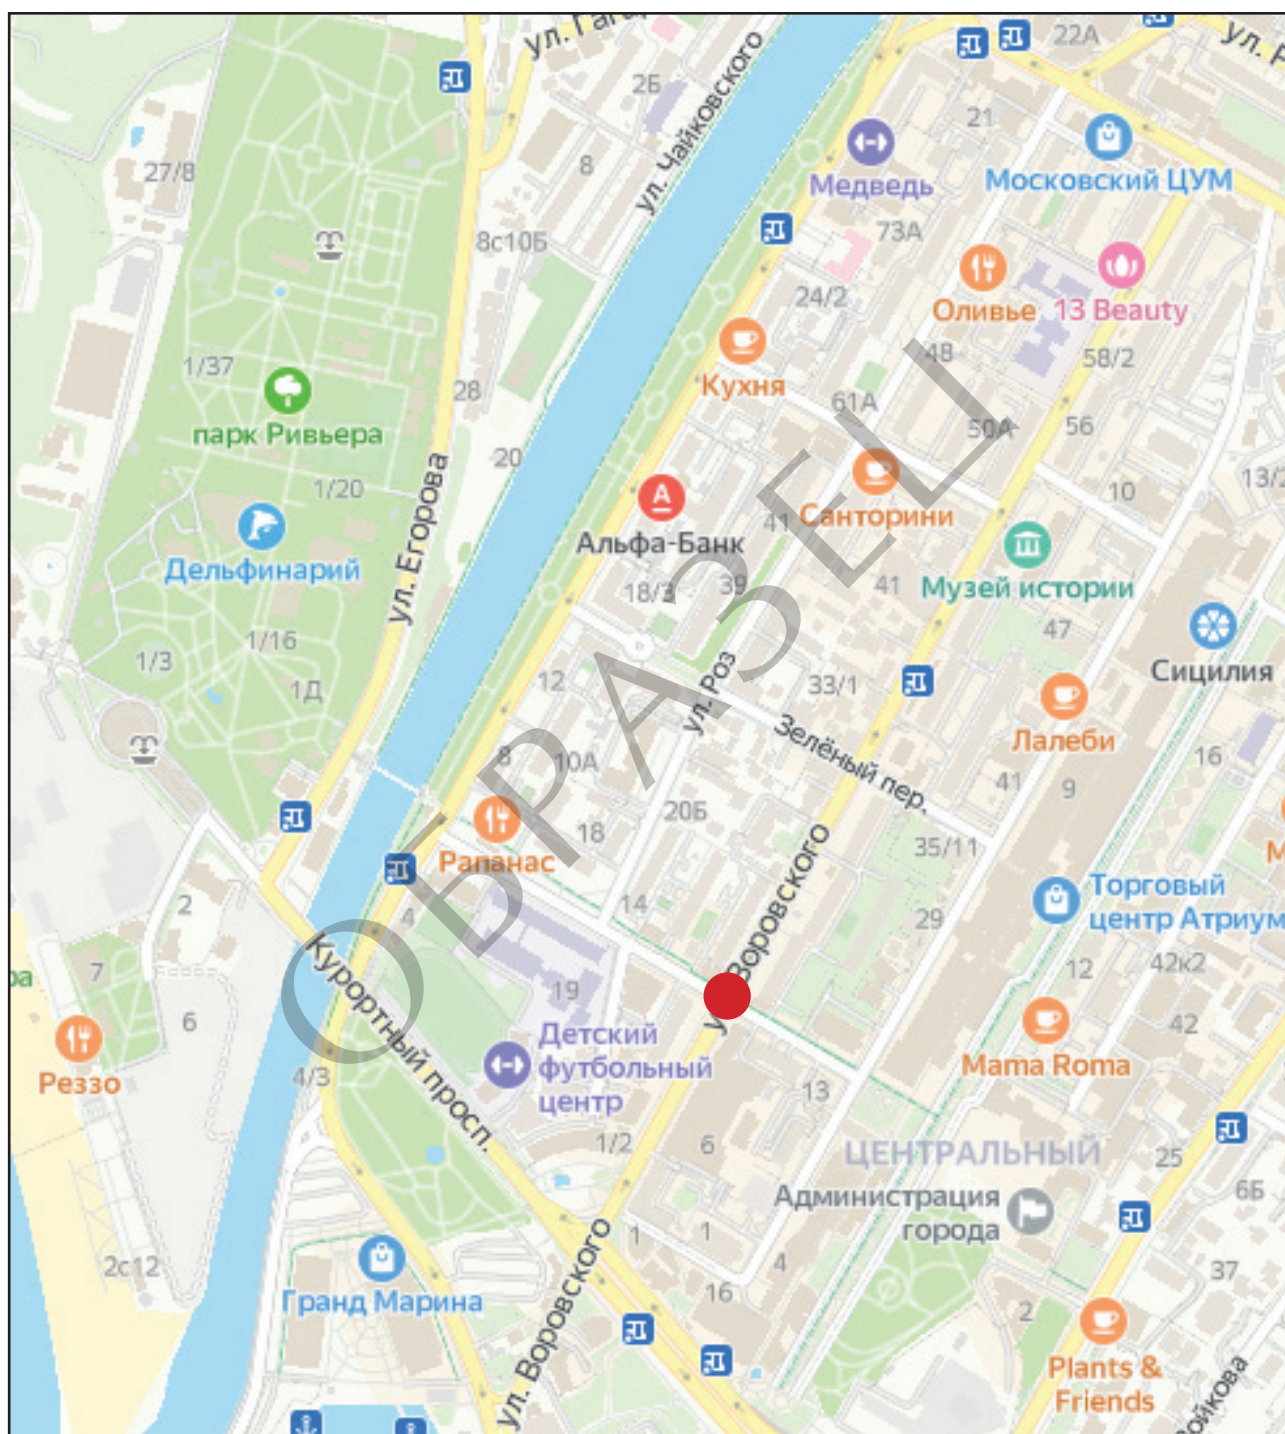 ул. Гага
22А
ул.
26
ул. Чайковского
21
8
27/8
Медведь
Московский ЦУМ
8с10Б
73А
24/2
Оливье
13 Beauty
1/37
28
Кухня
48
58/2
61А
парк Ривьера
50А
56
20
1/20
ул. Егорова
10
13/2
Санторини
41
Альфа-Банк
Дельфинарий
18/3
39
41
Музей истории
47
1/16
1/3
1Д
12
ул. Роз
33/1
Сицилия
Зелёный пер.
Лалеби
8
10А
16
41
9
20Б
18
Рапанас
35/11
ул. Воровского
2
4
14
29
Торговый
центр Атриум
7
12
42к2
6
19
42
Курортный просп.
Реззо
Детский
футбольный
центр
Mama Roma
4/3
13
1/2
6
ЦЕНТРАЛЬНЫЙ
25
6Б
Администрация
города
1
1
4
2с12
37
Гранд Марина
16
2
ул. Воровского
Plants &
Friends
Войкова
ОБРАЗЕЦ